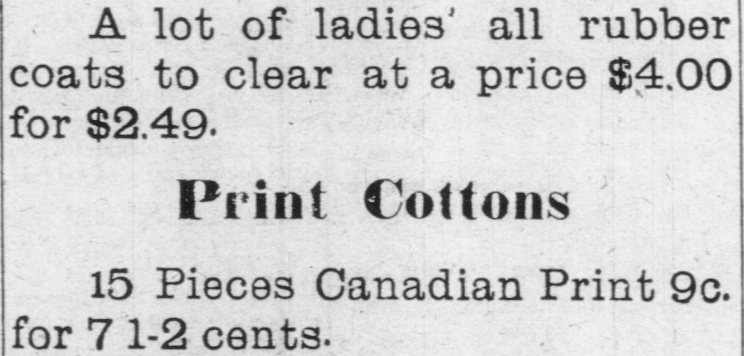 A lot of ladies' all rubber
coats to clear at a price $4.00
for $2.49.
Print Cottons
15 Pieces Canadian Print 9c.
for 7 1-2 cents.